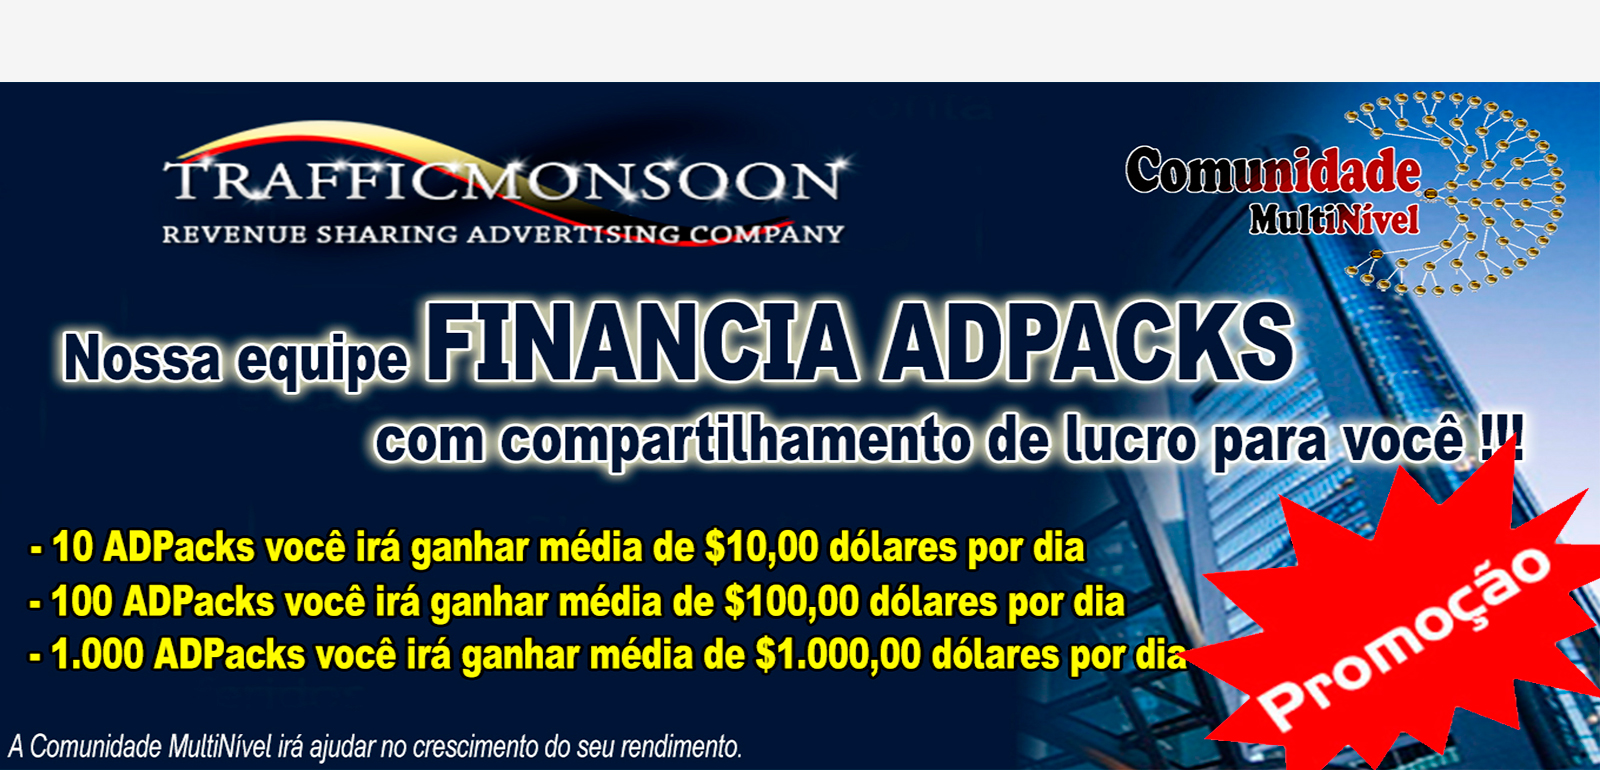 TRAFFICMONSOON
REVENUE SHARING ADVERTISING COMPANY
Comunidade
MultiNível
Nossa equipe FINANCIA ADPACKS
com compartilhamento de lucro para você !!!
- 10 ADPacks você irá ganhar média de $10,00 dólares por dia
- 100 ADPacks você irá ganhar média de $100,00 dólares por dia
- 1.000 ADPacks você irá ganhar média de $1.000,00 dólares por dia
Promoção
A Comunidade MultiNível irá ajudar no crescimento do seu rendimento.